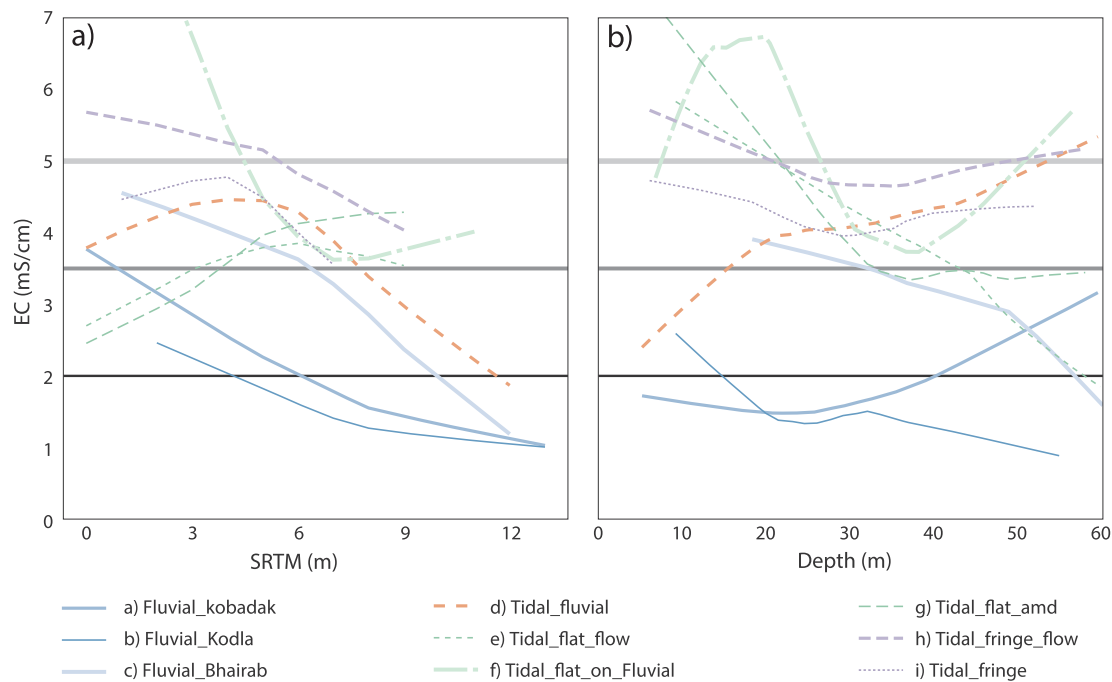 a)
b)
7
6
5
4
3
2
1
0
EC (mS/cm)
0 3 6 9 12
10 20 30 40 50 60
SRTM (m)
Depth (m)
a) Fluvial_kobadak
d) Tidal_fluvial
g) Tidal_flat_amd
b) Fluvial_Kodla
e) Tidal_flat_flow
h) Tidal_fringe_flow
c) Fluvial_Bhairab
f) Tidal_flat_on_Fluvial
i) Tidal_fringe
0